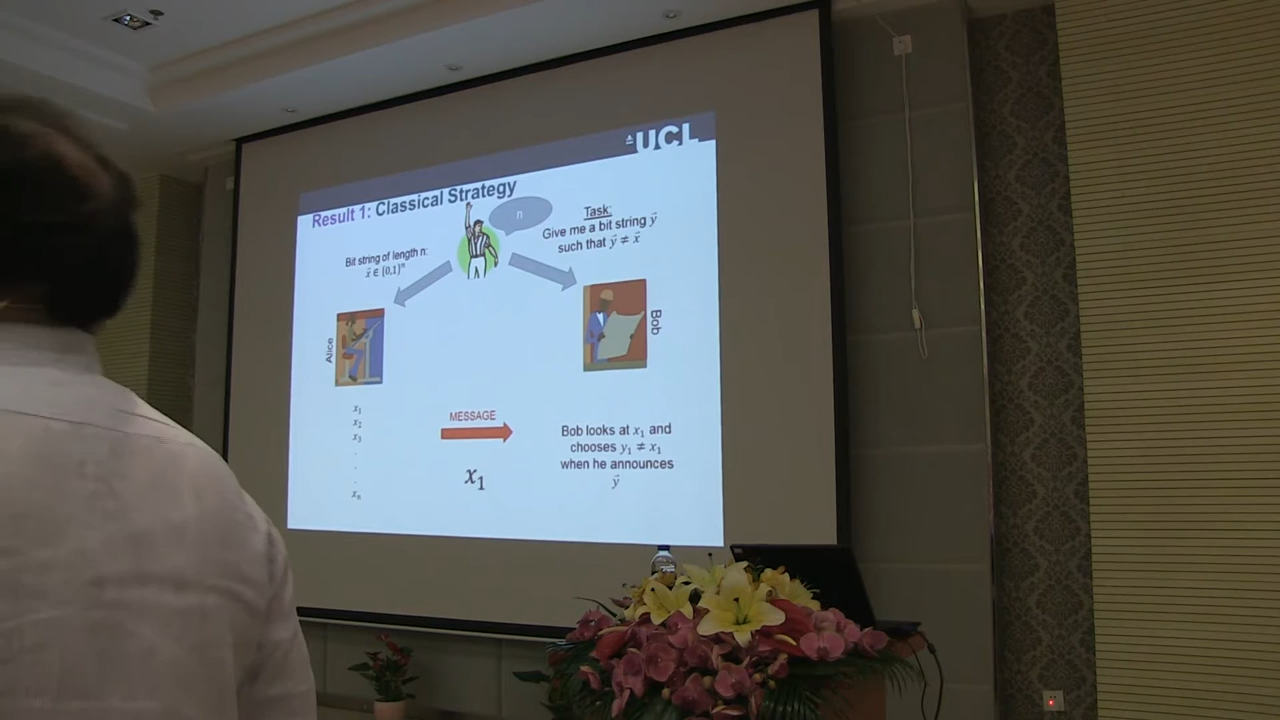 UCL
Result 1: Classical Strategy
n
Task:
Give me a bit string y⃗
such that y⃗ ≠ x⃗
Bit string of length n:
x⃗ ∈ {0,1}ⁿ
Alice
Bob
x₁
x₂
x₃
.
.
.
xₙ
MESSAGE
x₁
Bob looks at x₁ and
chooses y₁ ≠ x₁
when he announces
y⃗